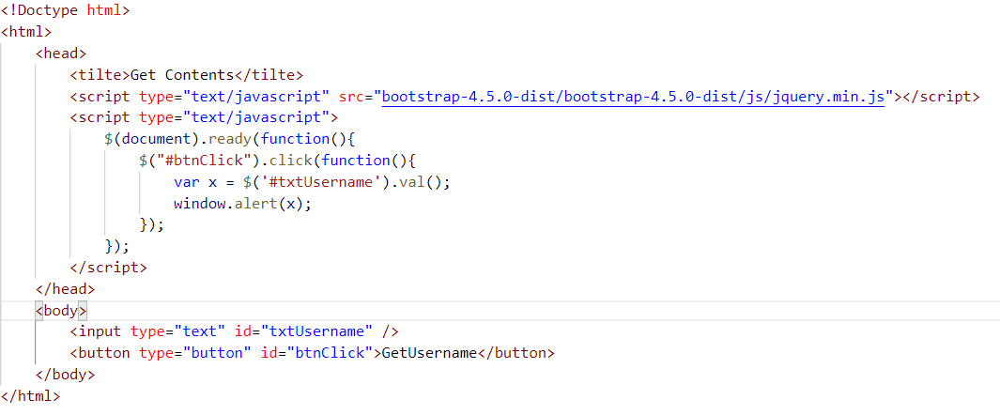 <!Doctype html>
<html>
<head>
<tilte>Get Contents</tilte>
<script type="text/javascript" src="bootstrap-4.5.0-dist/bootstrap-4.5.0-dist/js/jquery.min.js"></script>
<script type="text/javascript">
$(document).ready(function(){
$("#btnClick").click(function(){
var x = $('#txtUsername').val();
window.alert(x);
});
});
</script>
</head>
<body>
<input type="text" id="txtUsername" />
<button type="button" id="btnClick">GetUsername</button>
</body>
</html>